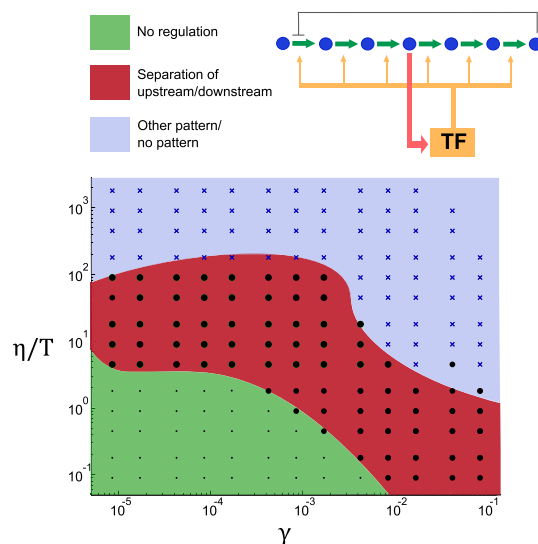 No regulation
Separation of
upstream/downstream
Other pattern/
no pattern
TF
10³
10²
10¹
10⁰
10⁻¹
η/T
10⁻⁵
10⁻⁴
10⁻³
10⁻²
10⁻¹
γ